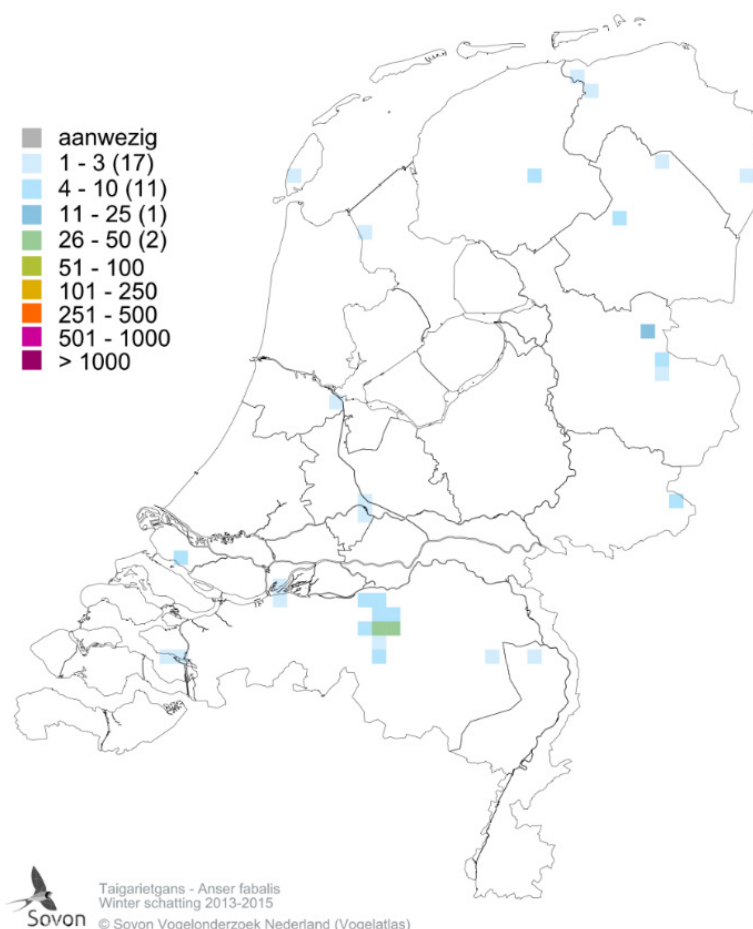 aanwezig
1 - 3 (17)
4 - 10 (11)
11 - 25 (1)
26 - 50 (2)
51 - 100
101 - 250
251 - 500
501 - 1000
> 1000
Sovon
Taigarietgans - Anser fabalis
Winter schatting 2013-2015
© Sovon Vogelonderzoek Nederland (Vogelatlas)